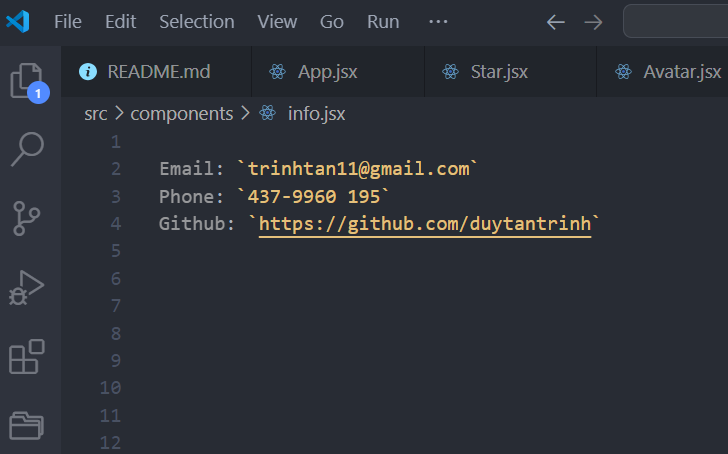 File Edit Selection View Go Run ···
1
README.md App.jsx Star.jsx Avatar.jsx
src > components > info.jsx
1
2 Email: `trinhtan11@gmail.com`
3 Phone: `437-9960 195`
4 Github: `https://github.com/duytantrinh`
5
6
7
8
9
10
11
12